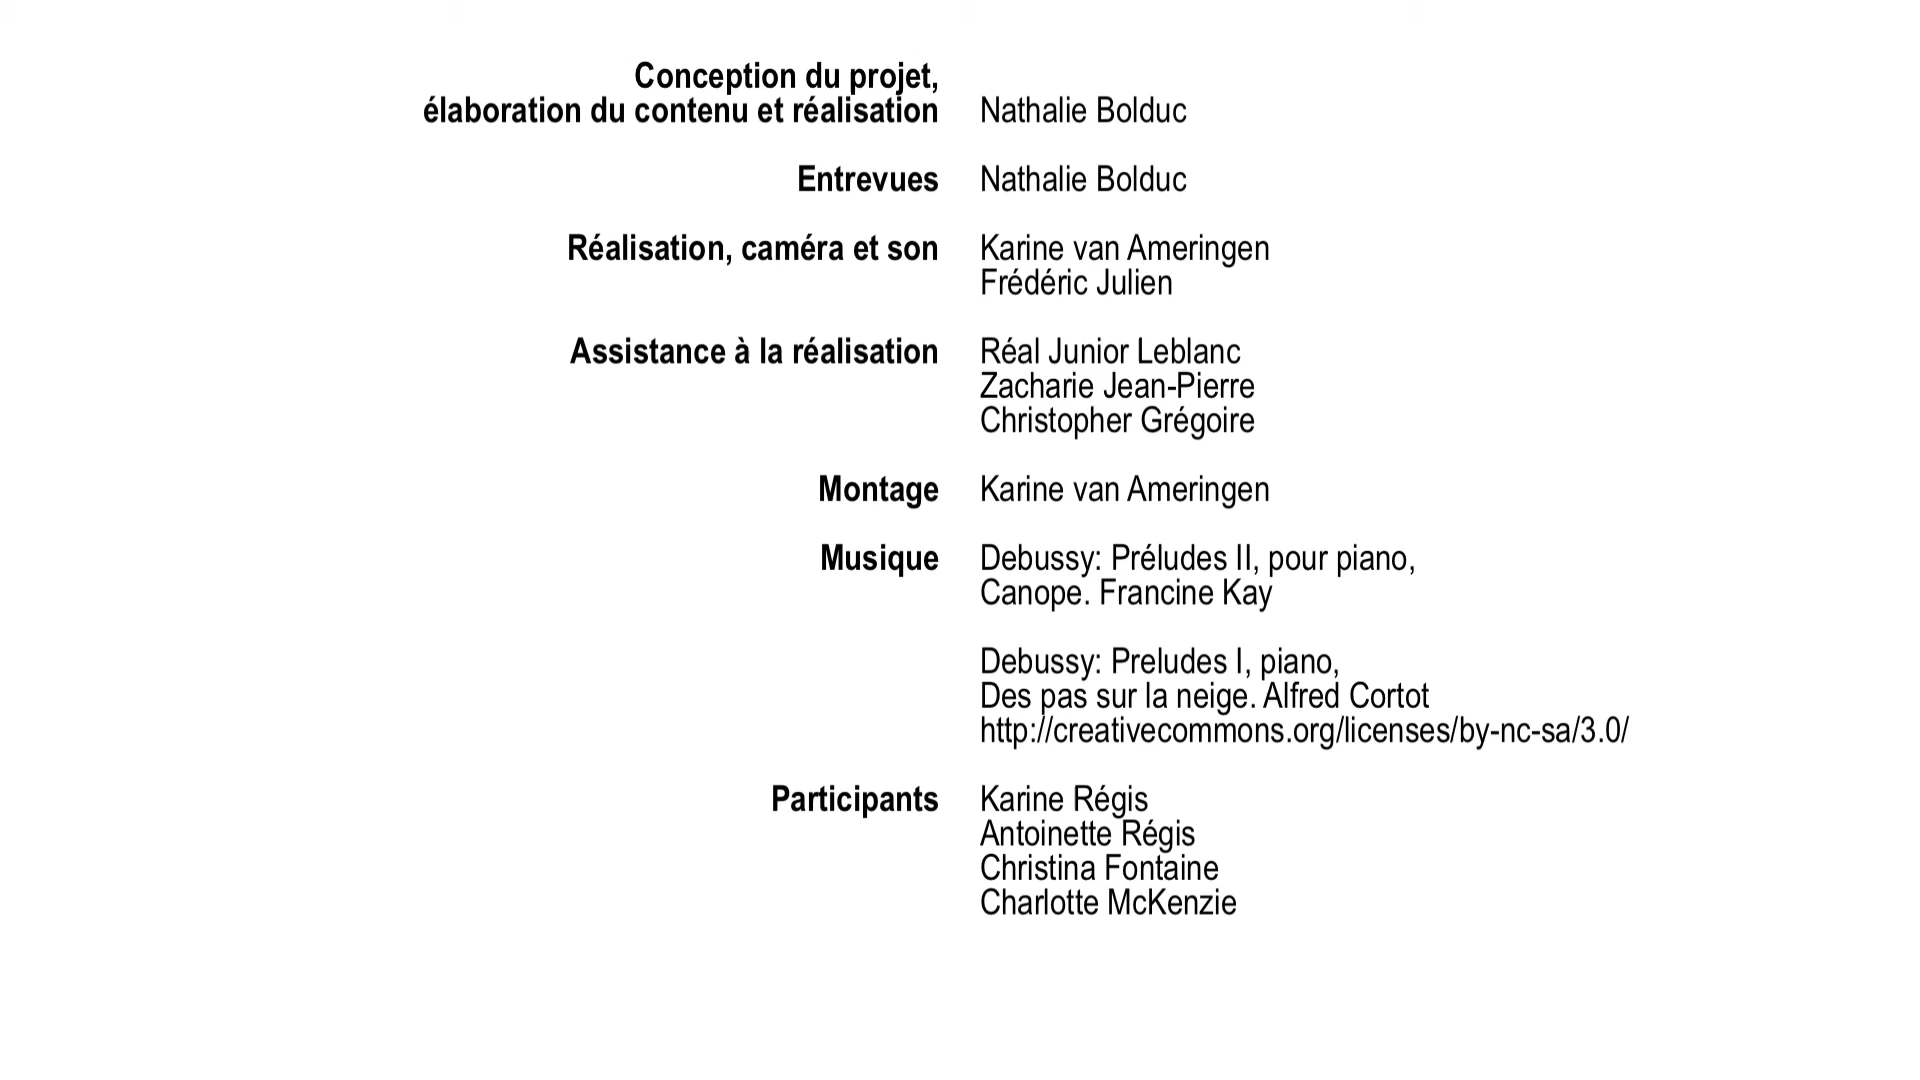 Conception du projet,
élaboration du contenu et réalisation Nathalie Bolduc
Entrevues Nathalie Bolduc
Réalisation, caméra et son Karine van Ameringen
Frédéric Julien
Assistance à la réalisation Réal Junior Leblanc
Zacharie Jean-Pierre
Christopher Grégoire
Montage Karine van Ameringen
Musique Debussy: Préludes II, pour piano,
Canope. Francine Kay
Debussy: Preludes I, piano,
Des pas sur la neige. Alfred Cortot
http://creativecommons.org/licenses/by-nc-sa/3.0/
Participants Karine Régis
Antoinette Régis
Christina Fontaine
Charlotte McKenzie